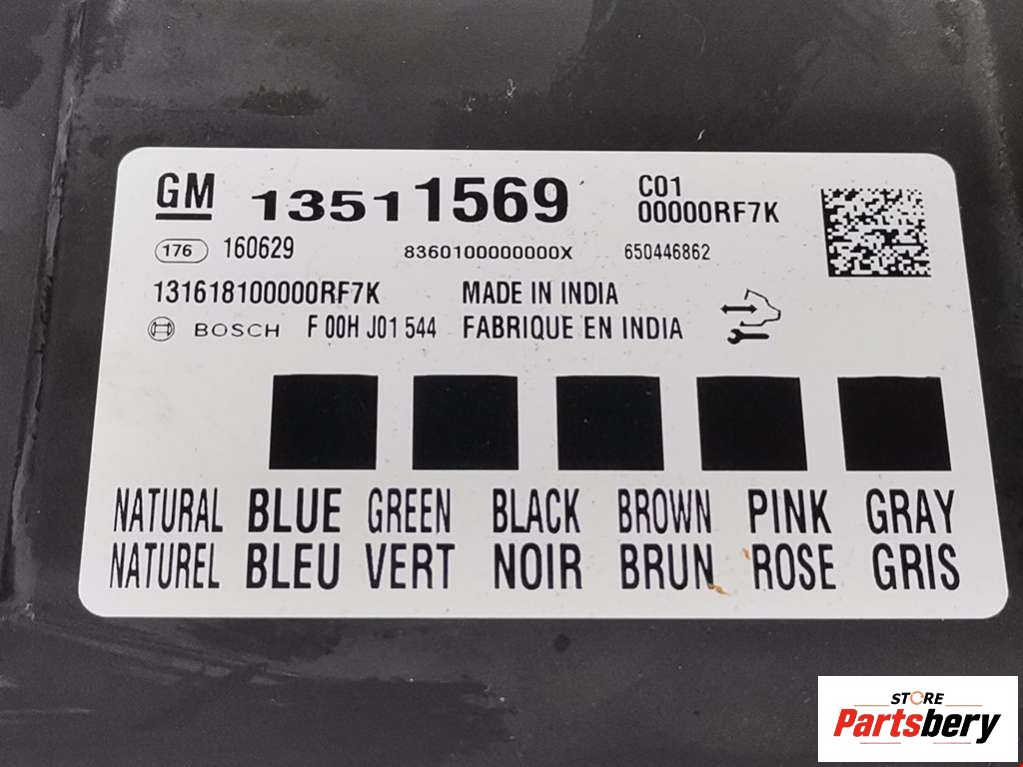 GM 13511569 C01
00000RF7K
176 160629 8360100000000X 650446862
131618100000RF7K MADE IN INDIA
BOSCH F 00H J01 544 FABRIQUE EN INDIA
NATURAL BLUE GREEN BLACK BROWN PINK GRAY
NATUREL BLEU VERT NOIR BRUN ROSE GRIS
STORE
Partsbery